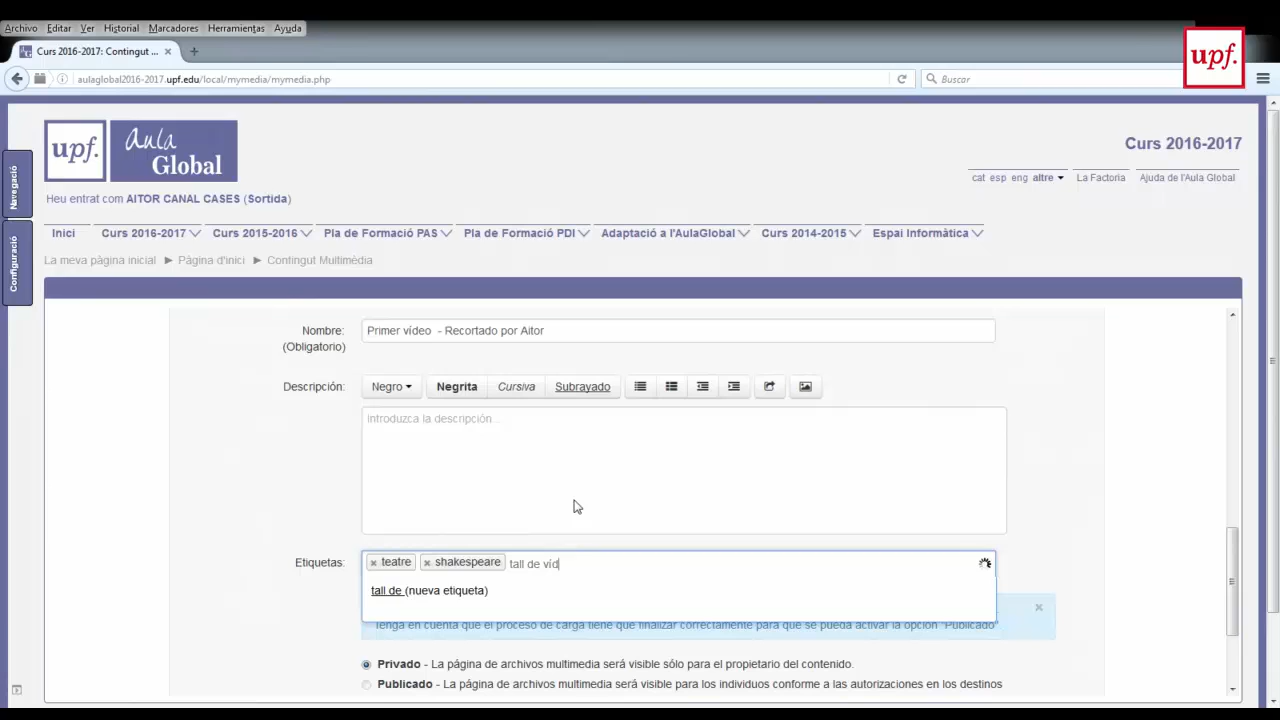 Archivo Editar Ver Historial Marcadores Herramientas Ayuda
Curs 2016-2017: Contingut ... × +
aulaglobal2016-2017.upf.edu/local/mymedia/mymedia.php
Buscar
upf.
upf. Aula Global
Curs 2016-2017
cat esp eng altre La Factoria Ajuda de l'Aula Global
Navegació
Configuració
Heu entrat com AITOR CANAL CASES (Sortida)
Inici Curs 2016-2017 Curs 2015-2016 Pla de Formació PAS Pla de Formació PDI Adaptació a l'AulaGlobal Curs 2014-2015 Espai Informàtica
La meva pàgina inicial ► Pàgina d'inici ► Contingut Multimèdia
Nombre: Primer vídeo - Recortado por Aitor
(Obligatorio)
Descripción: Negro Negrita Cursiva Subrayado
Introduzca la descripción...
Etiquetas: × teatre × shakespeare tall de víd
tall de (nueva etiqueta)
×
Tenga en cuenta que el proceso de carga tiene que finalizar correctamente para que se pueda activar la opción "Publicado"
Privado - La página de archivos multimedia será visible sólo para el propietario del contenido.
Publicado - La página de archivos multimedia será visible para los individuos conforme a las autorizaciones en los destinos